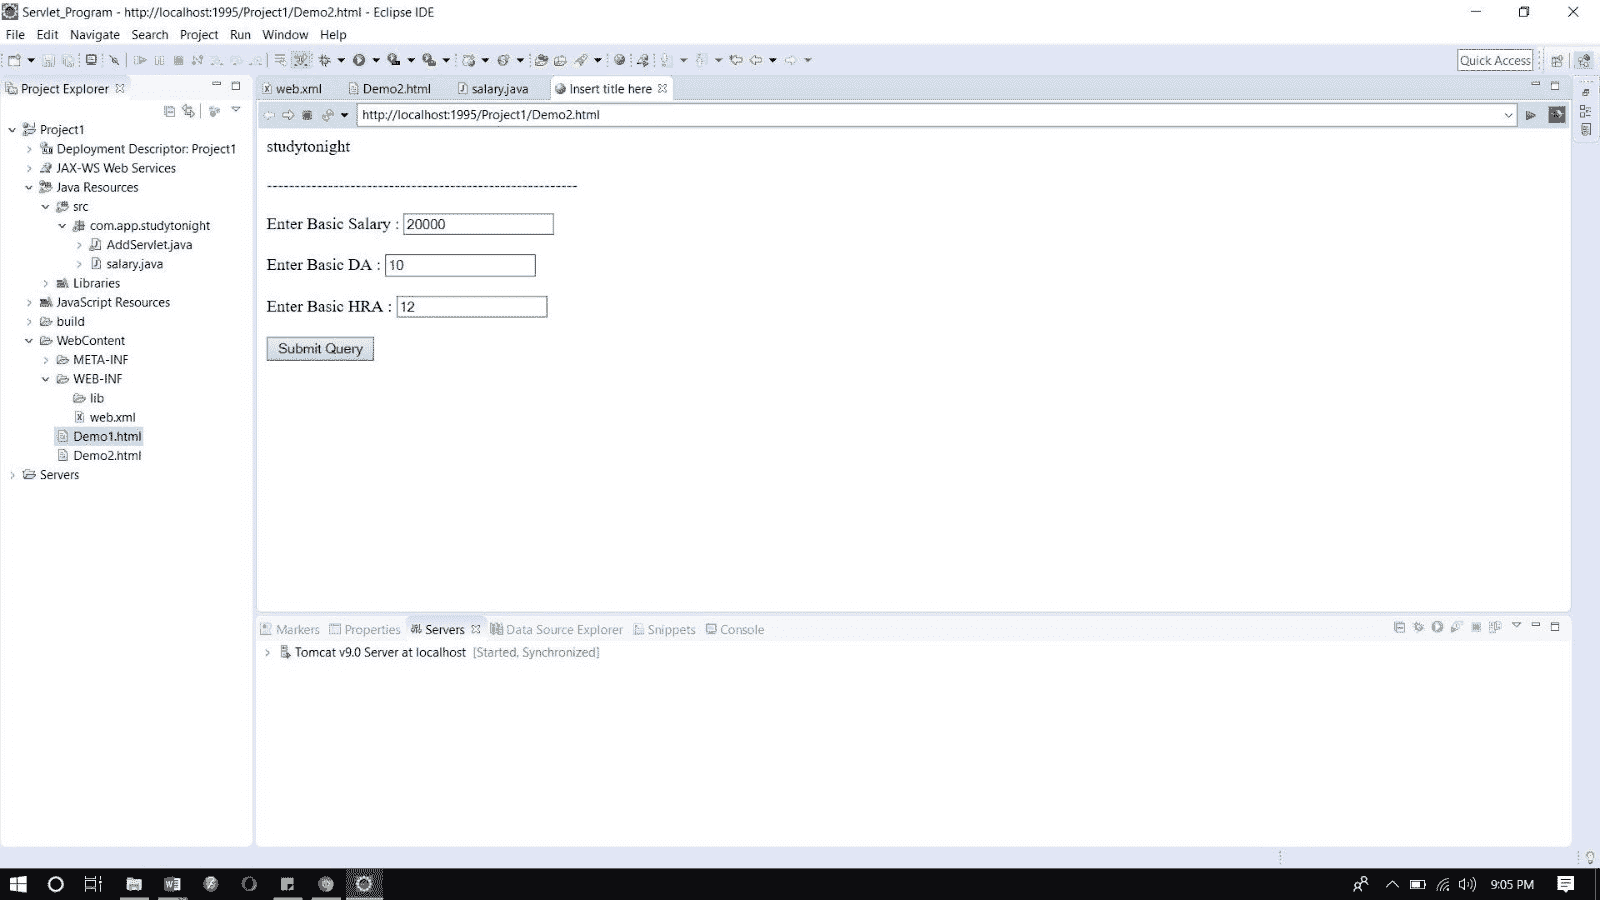 Servlet_Program - http://localhost:1995/Project1/Demo2.html - Eclipse IDE
File Edit Navigate Search Project Run Window Help
Quick Access
Project Explorer
web.xml Demo2.html salary.java Insert title here
http://localhost:1995/Project1/Demo2.html
Project1
Deployment Descriptor: Project1
JAX-WS Web Services
Java Resources
src
com.app.studytonight
AddServlet.java
salary.java
Libraries
JavaScript Resources
build
WebContent
META-INF
WEB-INF
lib
web.xml
Demo1.html
Demo2.html
Servers
studytonight
--------------------------------------------------------
Enter Basic Salary : 20000
Enter Basic DA : 10
Enter Basic HRA : 12
Submit Query
Markers Properties Servers Data Source Explorer Snippets Console
Tomcat v9.0 Server at localhost [Started, Synchronized]
9:05 PM